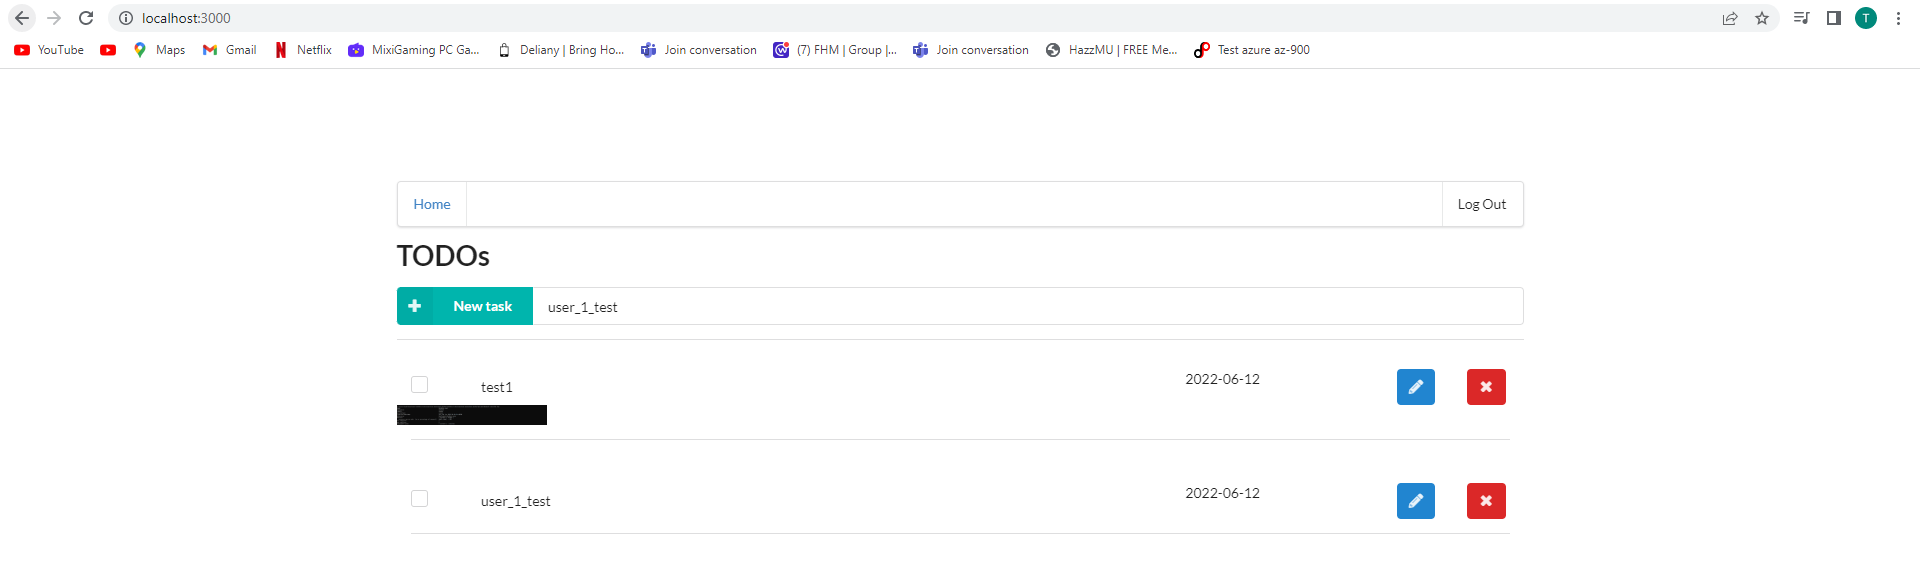 localhost:3000
T
YouTube Maps Gmail Netflix MixiGaming PC Ga... Deliany | Bring Ho... Join conversation (7) FHM | Group |... Join conversation HazzMU | FREE Me... Test azure az-900
Home Log Out
TODOs
New task user_1_test
test1 2022-06-12
user_1_test 2022-06-12